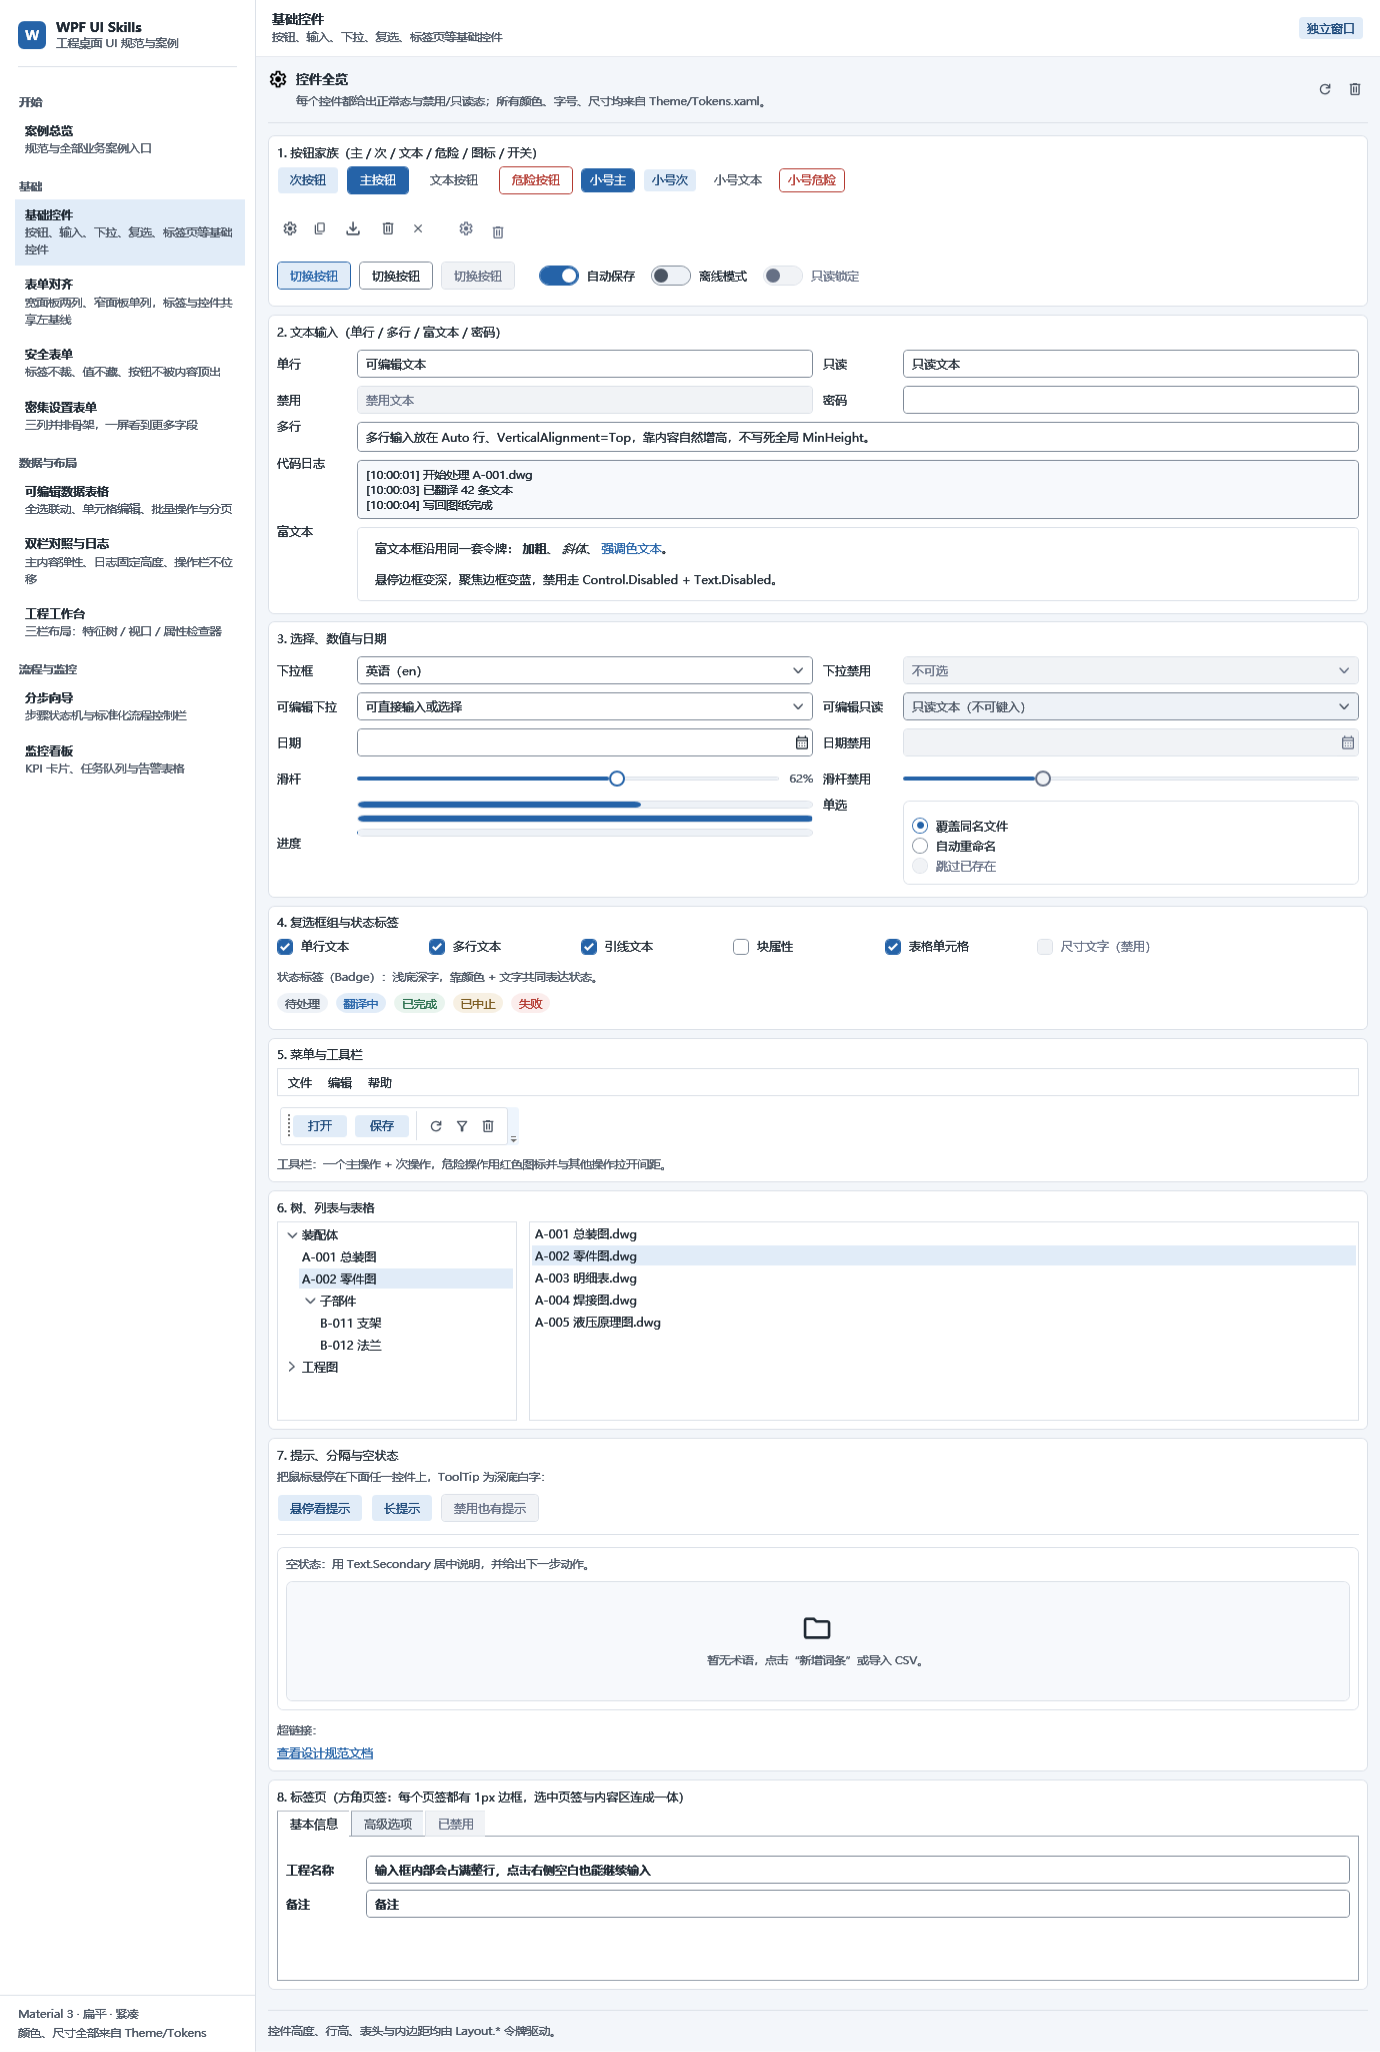 W
WPF UI Skills
工程桌面 UI 规范与案例
开始
案例总览
规范与全部业务案例入口
基础
基础控件
按钮、输入、下拉、复选、标签页等基础
控件
表单对齐
宽面板两列、窄面板单列，标签与控件共
享左基线
安全表单
标签不裁、值不藏、按钮不被内容顶出
密集设置表单
三列并排骨架，一屏看到更多字段
数据与布局
可编辑数据表格
全选联动、单元格编辑、批量操作与分页
双栏对照与日志
主内容弹性、日志固定高度、操作栏不位
移
工程工作台
三栏布局：特征树 / 视口 / 属性检查器
流程与监控
分步向导
步骤状态机与标准化流程控制栏
监控看板
KPI 卡片、任务队列与告警表格
Material 3 · 扁平 · 紧凑
颜色、尺寸全部来自 Theme/Tokens
基础控件
按钮、输入、下拉、复选、标签页等基础控件
独立窗口
控件全览
每个控件都给出正常态与禁用/只读态；所有颜色、字号、尺寸均来自 Theme/Tokens.xaml。
1. 按钮家族（主 / 次 / 文本 / 危险 / 图标 / 开关）
次按钮 主按钮 文本按钮 危险按钮 小号主 小号次 小号文本 小号危险
切换按钮 切换按钮 切换按钮 自动保存 离线模式 只读锁定
2. 文本输入（单行 / 多行 / 富文本 / 密码）
单行 可编辑文本 只读 只读文本
禁用 禁用文本 密码
多行 多行输入放在 Auto 行、VerticalAlignment=Top，靠内容自然增高，不写死全局 MinHeight。
代码日志 [10:00:01] 开始处理 A-001.dwg
[10:00:03] 已翻译 42 条文本
[10:00:04] 写回图纸完成
富文本 富文本框沿用同一套令牌：加粗、斜体、强调色文本。
悬停边框变深，聚焦边框变蓝，禁用走 Control.Disabled + Text.Disabled。
3. 选择、数值与日期
下拉框 英语（en） 下拉禁用 不可选
可编辑下拉 可直接输入或选择 可编辑只读 只读文本（不可键入）
日期 日期禁用
滑杆 62% 滑杆禁用
进度 单选
覆盖同名文件
自动重命名
跳过已存在
4. 复选框组与状态标签
单行文本 多行文本 引线文本 块属性 表格单元格 尺寸文字（禁用）
状态标签（Badge）：浅底深字，靠颜色 + 文字共同表达状态。
待处理 翻译中 已完成 已中止 失败
5. 菜单与工具栏
文件 编辑 帮助
打开 保存
工具栏：一个主操作 + 次操作，危险操作用红色图标并与其他操作拉开间距。
6. 树、列表与表格
装配体
A-001 总装图
A-002 零件图
子部件
B-011 支架
B-012 法兰
工程图
A-001 总装图.dwg
A-002 零件图.dwg
A-003 明细表.dwg
A-004 焊接图.dwg
A-005 液压原理图.dwg
7. 提示、分隔与空状态
把鼠标悬停在下面任一控件上，ToolTip 为深底白字：
悬停看提示 长提示 禁用也有提示
空状态：用 Text.Secondary 居中说明，并给出下一步动作。
暂无术语，点击“新增词条”或导入 CSV。
超链接：
查看设计规范文档
8. 标签页（方角页签：每个页签都有 1px 边框，选中页签与内容区连成一体）
基本信息 高级选项 已禁用
工程名称 输入框内部会占满整行，点击右侧空白也能继续输入
备注 备注
控件高度、行高、表头与内边距均由 Layout.* 令牌驱动。